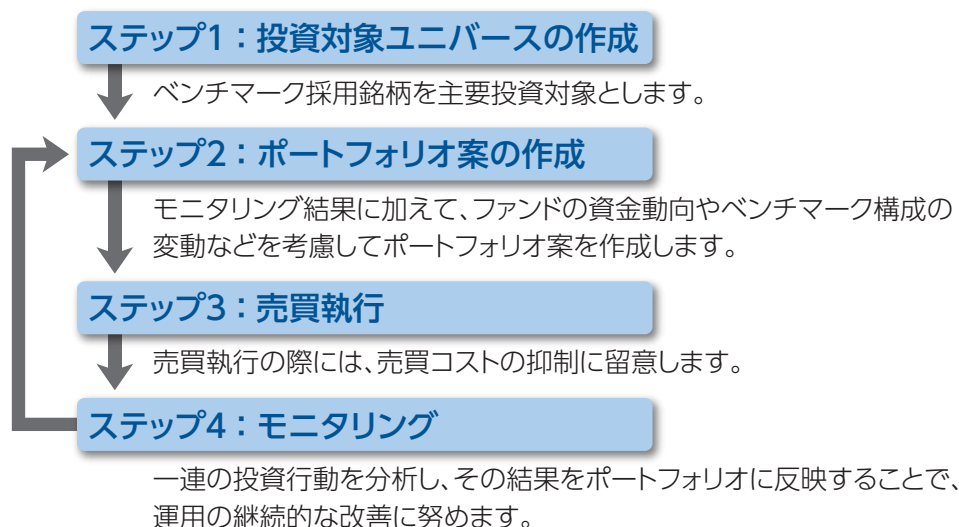 ステップ1：投資対象ユニバースの作成
ベンチマーク採用銘柄を主要投資対象とします。
ステップ2：ポートフォリオ案の作成
モニタリング結果に加えて、ファンドの資金動向やベンチマーク構成の
変動などを考慮してポートフォリオ案を作成します。
ステップ3：売買執行
売買執行の際には、売買コストの抑制に留意します。
ステップ4：モニタリング
一連の投資行動を分析し、その結果をポートフォリオに反映することで、
運用の継続的な改善に努めます。